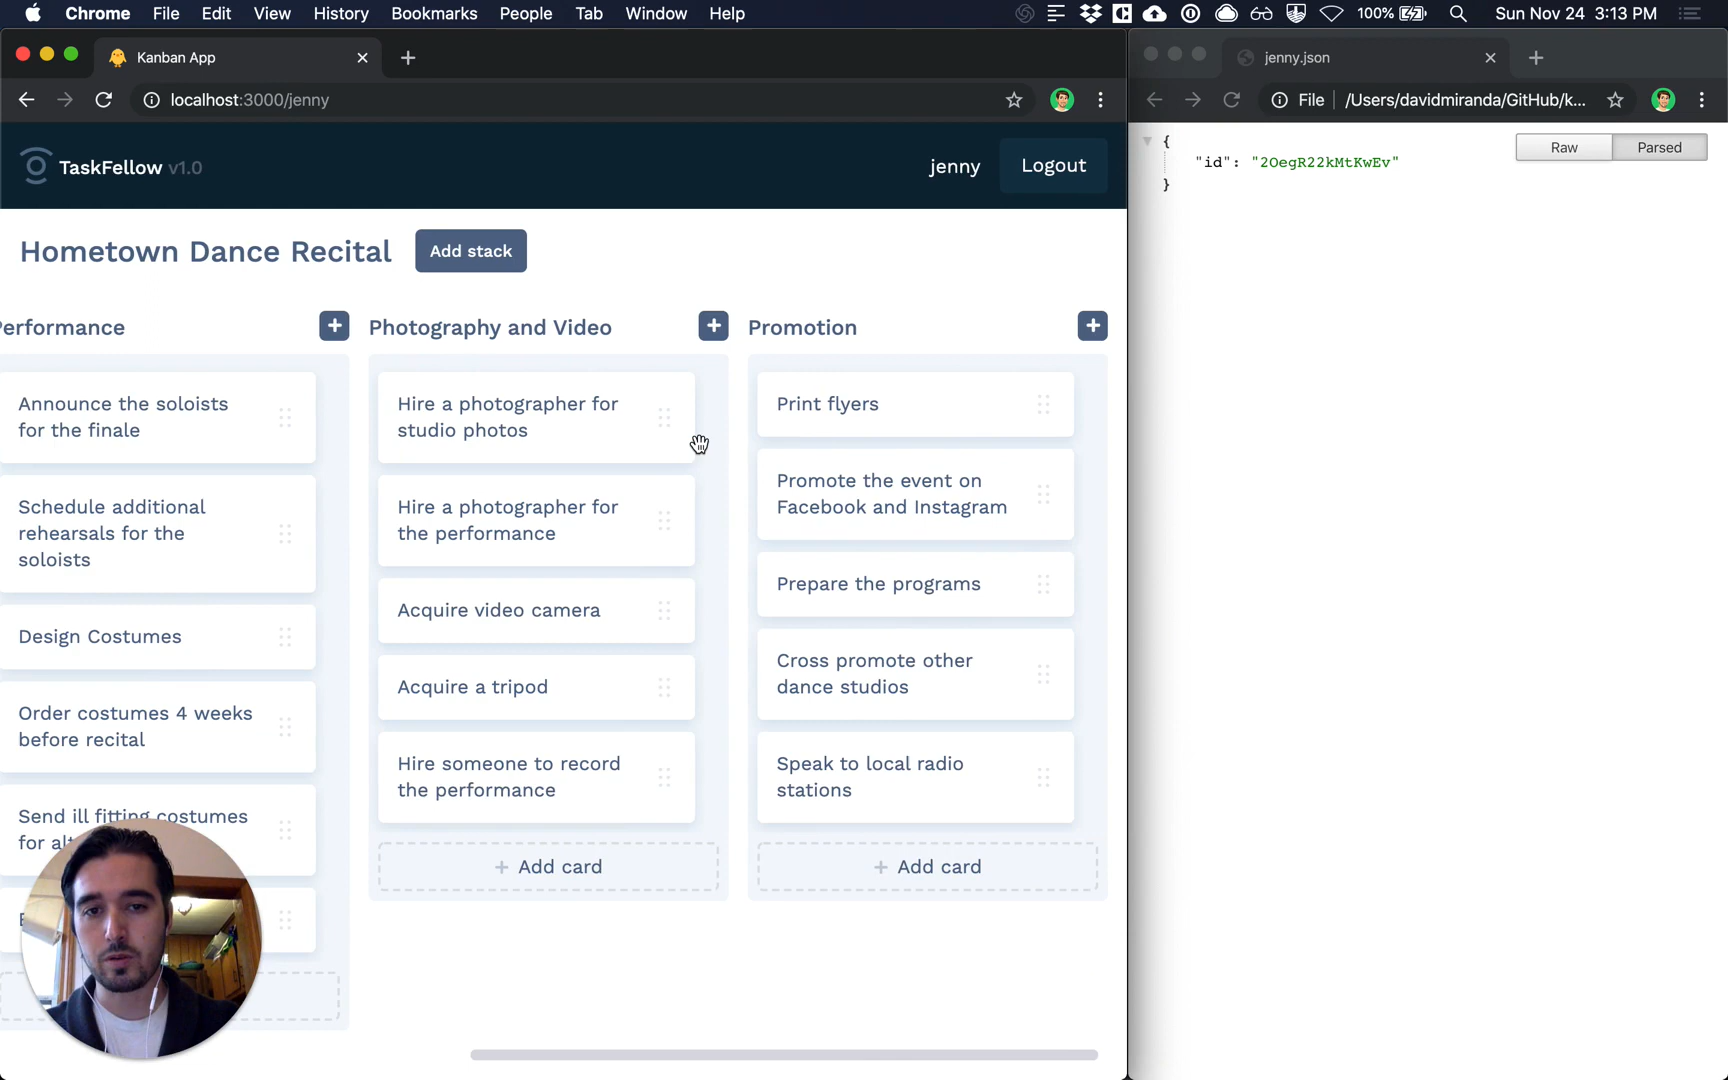 Chrome File Edit View History Bookmarks People Tab Window Help 100% Sun Nov 24 3:13 PM
Kanban App
localhost:3000/jenny
TaskFellow v1.0
jenny
Logout
Hometown Dance Recital
Add stack
erformance
Announce the soloists
for the finale
Schedule additional
rehearsals for the
soloists
Design Costumes
Order costumes 4 weeks
before recital
Send ill fitting costumes
for al
Photography and Video
Hire a photographer for
studio photos
Hire a photographer for
the performance
Acquire video camera
Acquire a tripod
Hire someone to record
the performance
+ Add card
Promotion
Print flyers
Promote the event on
Facebook and Instagram
Prepare the programs
Cross promote other
dance studios
Speak to local radio
stations
+ Add card
jenny.json
File /Users/davidmiranda/GitHub/k...
{
"id": "2OegR22kMtKwEv"
}
Raw
Parsed